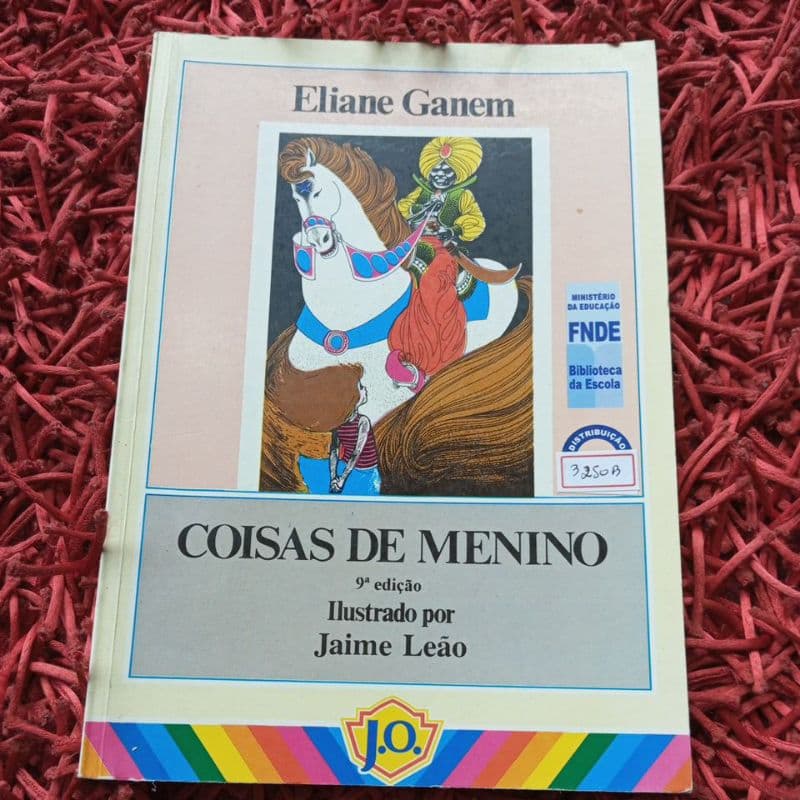 Eliane Ganem
MINISTÉRIO
DA EDUCAÇÃO
FNDE
Biblioteca
da Escola
DISTRIBUIÇÃO
3250B
COISAS DE MENINO
9ª edição
Ilustrado por
Jaime Leão
J.O.